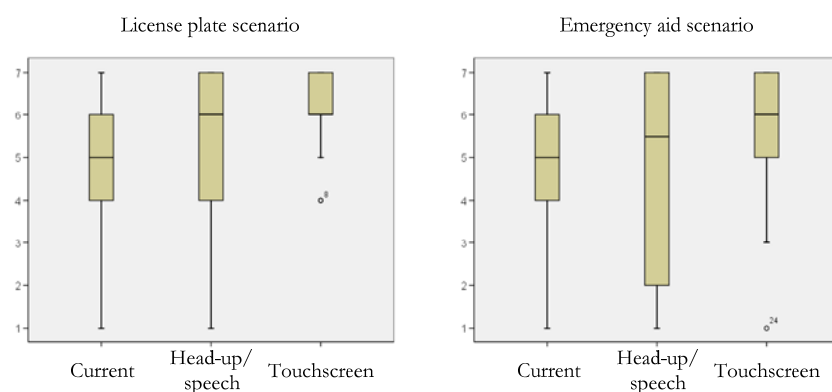 License plate scenario
7
6
5
4
3
2
1
8
Current
Head-up/
speech
Touchscreen
Emergency aid scenario
7
6
5
4
3
2
1
24
Current
Head-up/
speech
Touchscreen